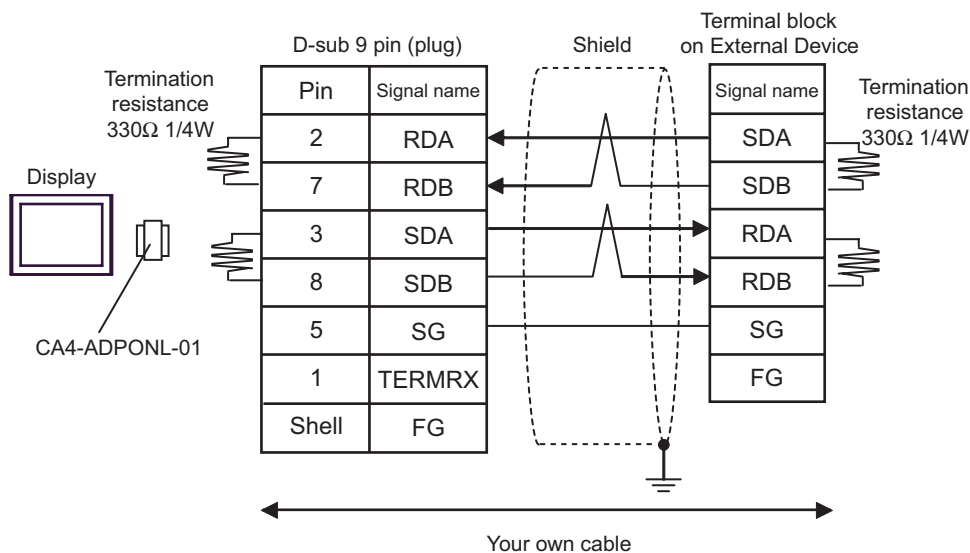 Terminal block
on External Device
D-sub 9 pin (plug)
Shield
Termination
resistance
330Ω 1/4W
Termination
resistance
330Ω 1/4W
Display
CA4-ADPONL-01
Pin Signal name
2 RDA
7 RDB
3 SDA
8 SDB
5 SG
1 TERMRX
Shell FG
Signal name
SDA
SDB
RDA
RDB
SG
FG
Your own cable